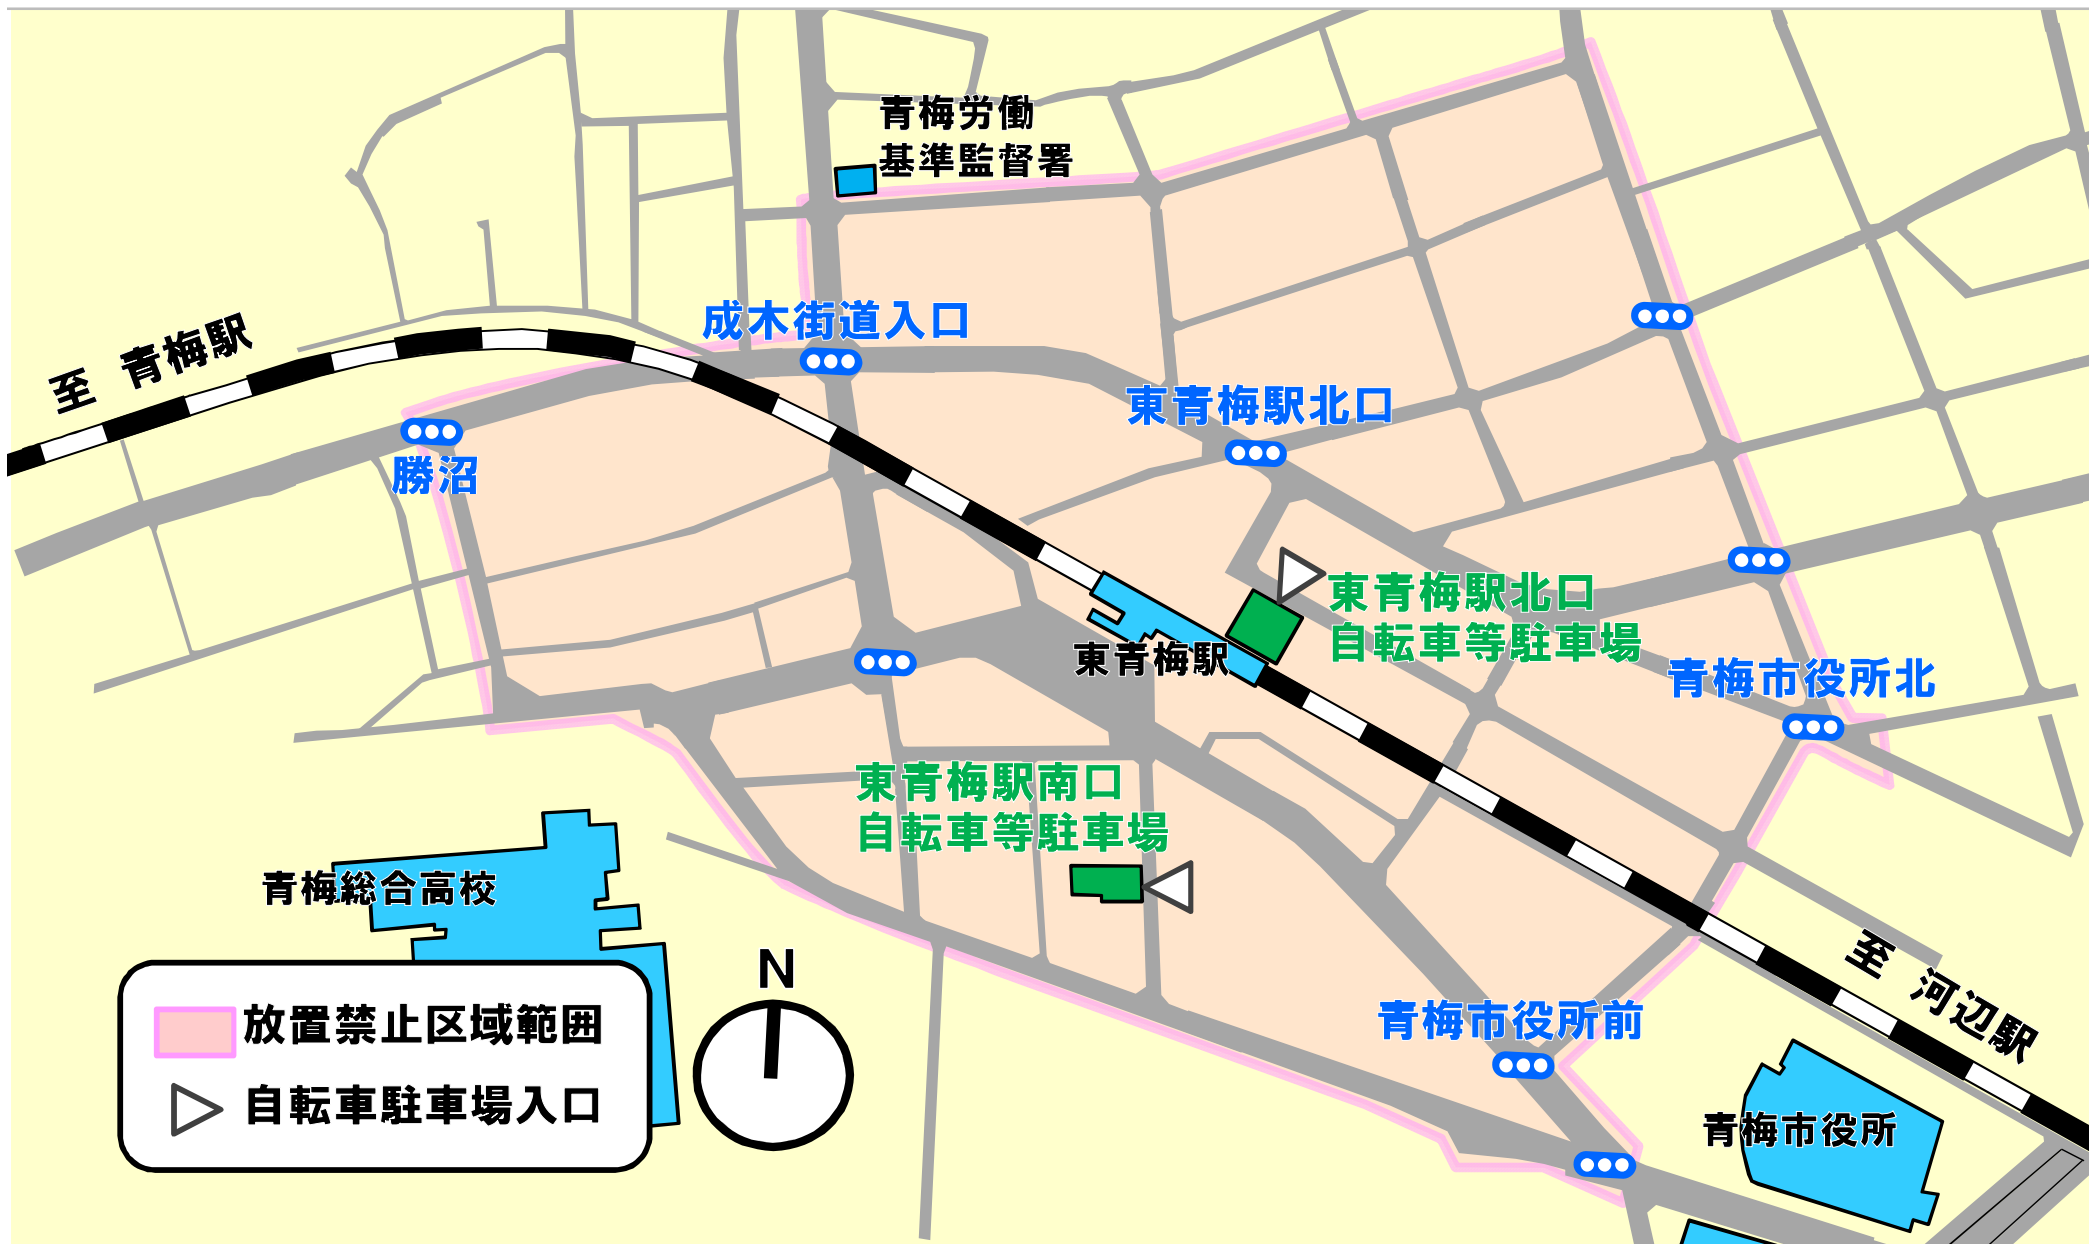 青梅労働
基準監督署
成木街道入口
至 青梅駅
東青梅駅北口
勝沼
東青梅駅北口
自転車等駐車場
東青梅駅
青梅市役所北
東青梅駅南口
自転車等駐車場
青梅総合高校
N
至 河辺駅
放置禁止区域範囲
青梅市役所前
自転車駐車場入口
青梅市役所